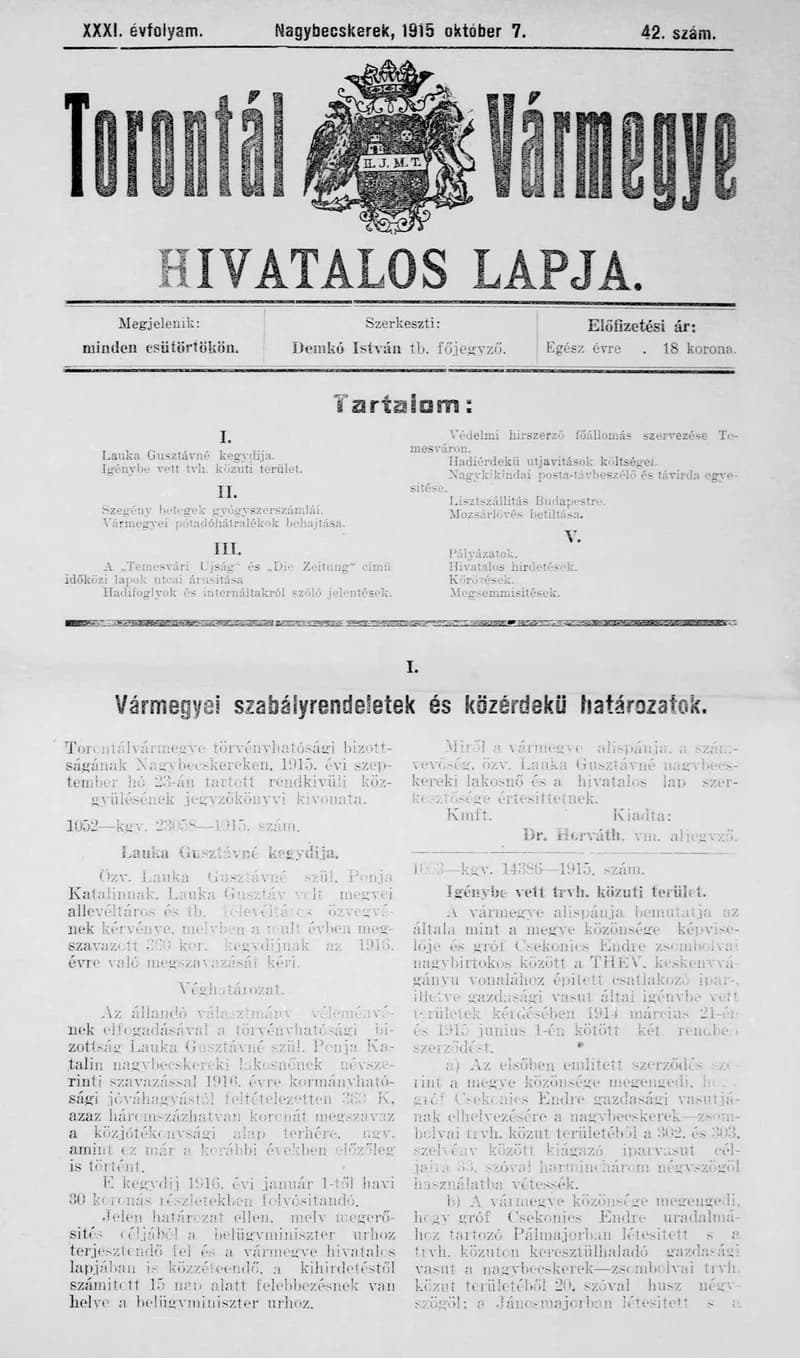 XXXI. évfolyam. Nagybecskerek, 1915 október 7. 42. szám.
Torontál Vármegye
II. J. M. T.
HIVATALOS LAPJA.
Megjelenik:
minden csütörtökön.
Szerkeszti:
Demkó István tb. főjegyző.
Előfizetési ár:
Egész évre . 18 korona.
Tartalom:
I.
Lauka Gusztávné kegydija.
Igénybe vett tvh. közuti terület.
II.
Szegény betegek gyógyszerszámlái.
Vármegyei pótadóhátralékok behajtása.
III.
A „Temesvári Ujság" és „Die Zeitung" cimü
időközi lapok utcai árusitása
Hadifoglyok és internáltakról szóló jelentések.
Védelmi hirszerző főállomás szervezése Te-
mesváron.
Hadiérdekü utjavitások költségei.
Nagykikindai posta-távbeszélő és távirda egye-
sitése.
Lisztszállitás Budapestre.
Mozsárlövés betiltása.
V.
Pályázatok.
Hivatalos hirdetések.
Körözések.
Megsemmisitések.
I.
Vármegyei szabályrendeletek és közérdekü határozatok.
Torontálvármegye törvényhatósági bizott-
ságának Nagybecskereken, 1915. évi szep-
tember hó 23-án tartott rendkivüli köz-
gyülésének jegyzőkönyvi kivonata.
1052—kgy. 23058—1915. szám.
Lauka Gusztávné kegydija.
Özv. Lauka Gusztávné szül. Penja
Katalinnak, Lauka Gusztáv volt megyei
allevéltáros és tb. özvegyé-
nek kérvénye, melyben a mult évben meg-
szavazott 360 kor. kegydijnak az 1916.
évre való megszavazását kéri.
Véghatározat.
Az állandó választmány véleményé-
nek elfogadásával a törvényhatósági bi-
zottság Lauka Gusztávné szül. Penja Ka-
talin nagybecskereki lakosnőnek névsze-
rinti szavazással 1916. évre kormányható-
sági jóváhagyástól feltételezetten 360 K,
azaz háromszázhatvan koronát megszavaz
a közjótékonysági alap terhére, ugy,
amint ez már a korábbi években előzőleg
is történt.
E kegydij 1916. évi január 1-től havi
30 koronás részletekben folyósitandó.
Jelen határozat ellen, mely megerő-
sités céljából a belügyminiszter urhoz
terjesztendő fel és a vármegye hivatalos
lapjában is közzéteendő, a kihirdetéstől
számitott 15 nap alatt felebbezésnek van
helye a belügyminiszter urhoz.
Miről a vármegye alispánja, a szám-
vevőség, özv. Lauka Gusztávné nagybecs-
kereki lakosnő és a hivatalos lap szer-
kesztősége értesittetnek.
Kmft. Kiadta:
Dr. Horváth, vm. aljegyző.
kgy. 14386—1915. szám.
Igénybe vett trvh. közuti terület.
A vármegye alispánja bemutatja az
általa mint a megye közönsége képvise-
lője és gróf Csekonics Endre zsombolyai
nagybirtokos között a THÉV. keskenyvá-
gányu vonalához épitett csatlakozó ipar-,
illetve gazdasági vasut által igénybe vett
területek kérdésében 1914 március 21-én
és 1915 junius 1-én kötött két rendbeli
szerződést.
a) Az elsőben emlitett szerződés sze-
rint a megye közönsége megengedi,
gróf Csekonics Endre gazdasági vasutjá-
nak elhelyezésére a nagybecskerek—zsom-
bolyai trvh. közut területéből a 302. és 303.
szelvény közötti kiágazó iparvasut cél-
jaira 33, szóval harminchárom négyszögöl
használatba vétessék.
b) A vármegye közönsége megengedi,
hogy gróf Csekonics Endre uradalmá-
hoz tartozó Pálmajorban létesitett s a
trvh. közuton keresztülhaladó gazdasági
vasut a nagybecskerek—zsombolyai trvh.
közut területéből 20, szóval husz négy-
szögöl; a Jánosmajorban létesitett s a